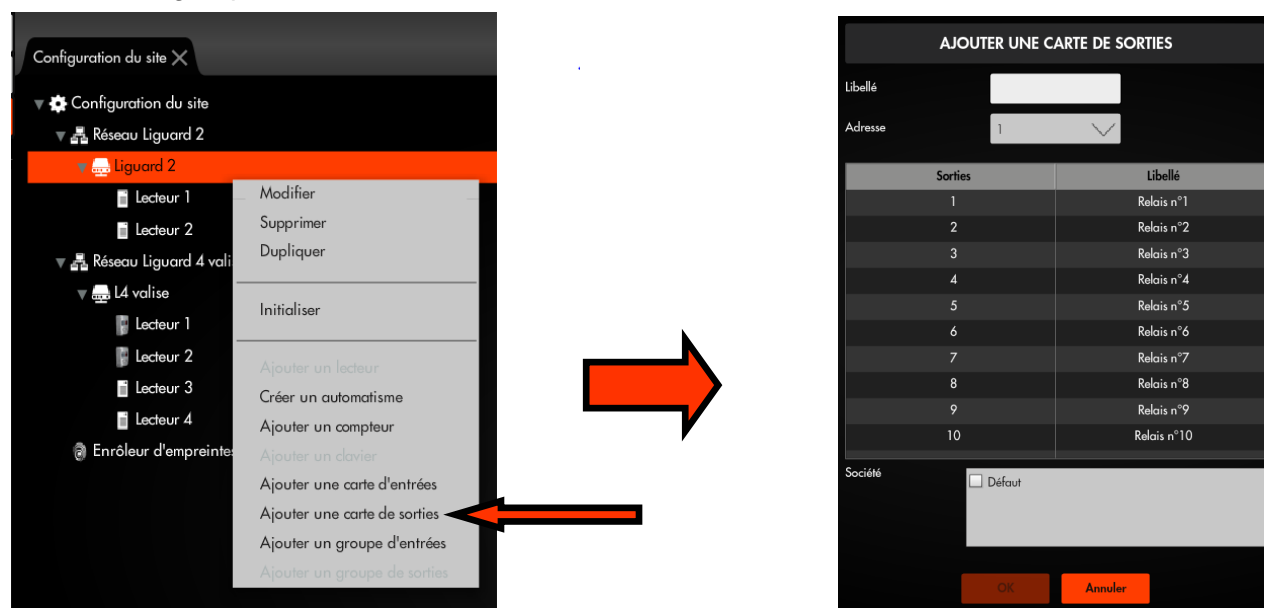 Configuration du site
Configuration du site
Réseau Liguard 2
Liguard 2
Lecteur 1
Lecteur 2
Réseau Liguard 4 vali
L4 valise
Lecteur 1
Lecteur 2
Lecteur 3
Lecteur 4
Enrôleur d'empreinte
Modifier
Supprimer
Dupliquer
Initialiser
Ajouter un lecteur
Créer un automatisme
Ajouter un compteur
Ajouter un clavier
Ajouter une carte d'entrées
Ajouter une carte de sorties
Ajouter un groupe d'entrées
Ajouter un groupe de sorties
AJOUTER UNE CARTE DE SORTIES
Libellé
Adresse 1
Sorties Libellé
1 Relais n°1
2 Relais n°2
3 Relais n°3
4 Relais n°4
5 Relais n°5
6 Relais n°6
7 Relais n°7
8 Relais n°8
9 Relais n°9
10 Relais n°10
Société Défaut
OK Annuler